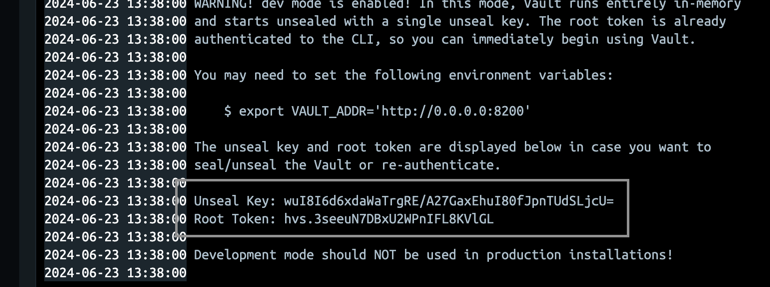 2024-06-23 13:38:00 WARNING! dev mode is enabled! In this mode, Vault runs entirely in-memory
2024-06-23 13:38:00 and starts unsealed with a single unseal key. The root token is already
2024-06-23 13:38:00 authenticated to the CLI, so you can immediately begin using Vault.
2024-06-23 13:38:00
2024-06-23 13:38:00 You may need to set the following environment variables:
2024-06-23 13:38:00
2024-06-23 13:38:00 $ export VAULT_ADDR='http://0.0.0.0:8200'
2024-06-23 13:38:00
2024-06-23 13:38:00 The unseal key and root token are displayed below in case you want to
2024-06-23 13:38:00 seal/unseal the Vault or re-authenticate.
2024-06-23 13:38:00
2024-06-23 13:38:00 Unseal Key: wuI8I6d6xdaWaTrgRE/A27GaxEhuI80fJpnTUdSLjcU=
2024-06-23 13:38:00 Root Token: hvs.3seeuN7DBxU2WPnIFL8KVlGL
2024-06-23 13:38:00
2024-06-23 13:38:00 Development mode should NOT be used in production installations!
2024-06-23 13:38:00